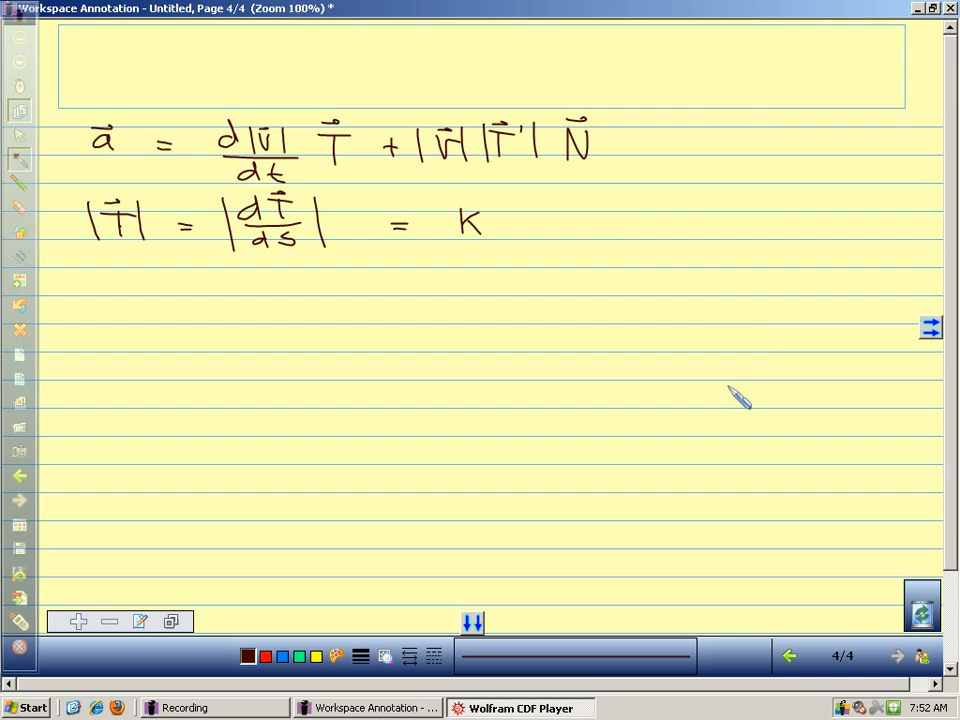 Workspace Annotation - Untitled, Page 4/4 (Zoom 100%) *
a⃗ = d|v⃗|/dt T⃗ + |v⃗| |T⃗'| N⃗
|T⃗| = |dT⃗/ds| = K
4/4
Start Recording Workspace Annotation - ... Wolfram CDF Player 7:52 AM